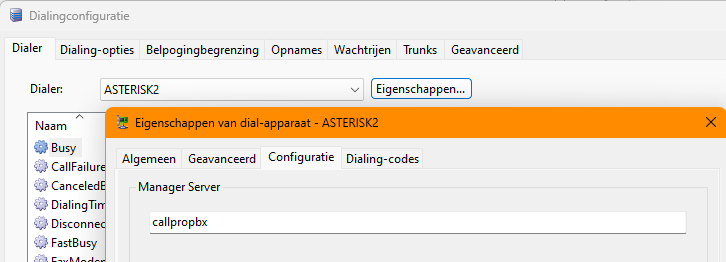 Dialingconfiguratie
Dialer Dialing-opties Belpogingbegrenzing Opnames Wachtrijen Trunks Geavanceerd
Dialer: ASTERISK2 Eigenschappen...
Naam
Busy
CallFailure
CanceledB
DialingTim
Disconnec
FastBusy
FaxModem
Eigenschappen van dial-apparaat - ASTERISK2
Algemeen Geavanceerd Configuratie Dialing-codes
Manager Server
callpropbx